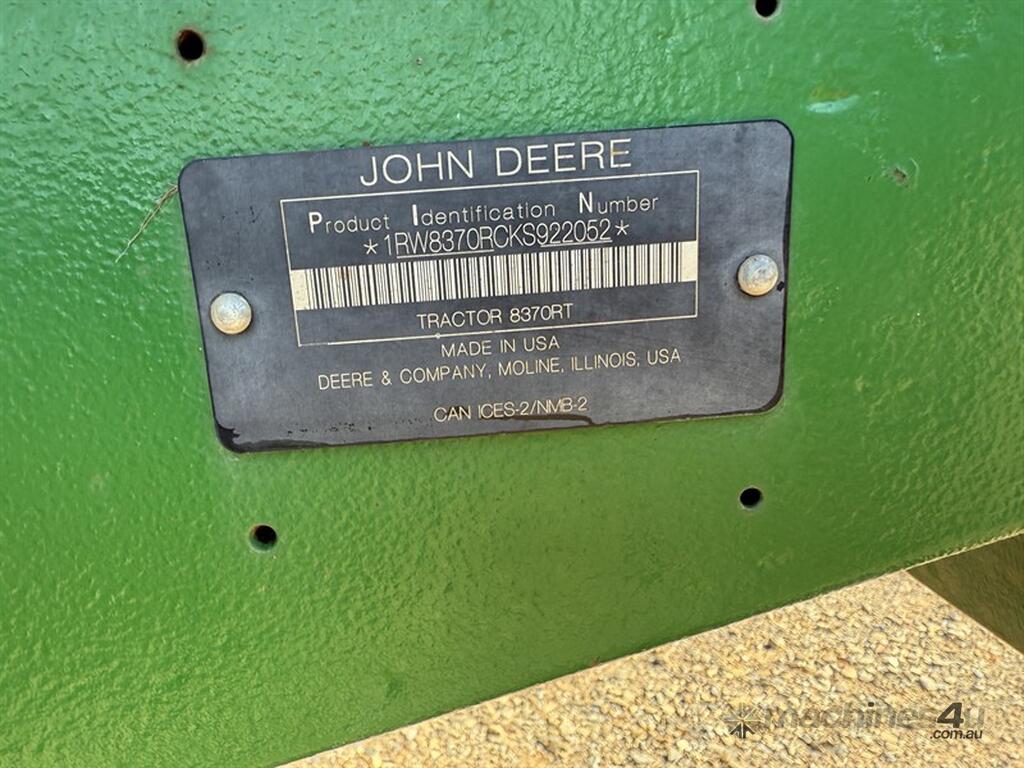 JOHN DEERE
Product Identification Number
*1RW8370RCKS922052*
TRACTOR 8370RT
MADE IN USA
DEERE & COMPANY, MOLINE, ILLINOIS, USA
CAN ICES-2/NMB-2
machines4u
.com.au